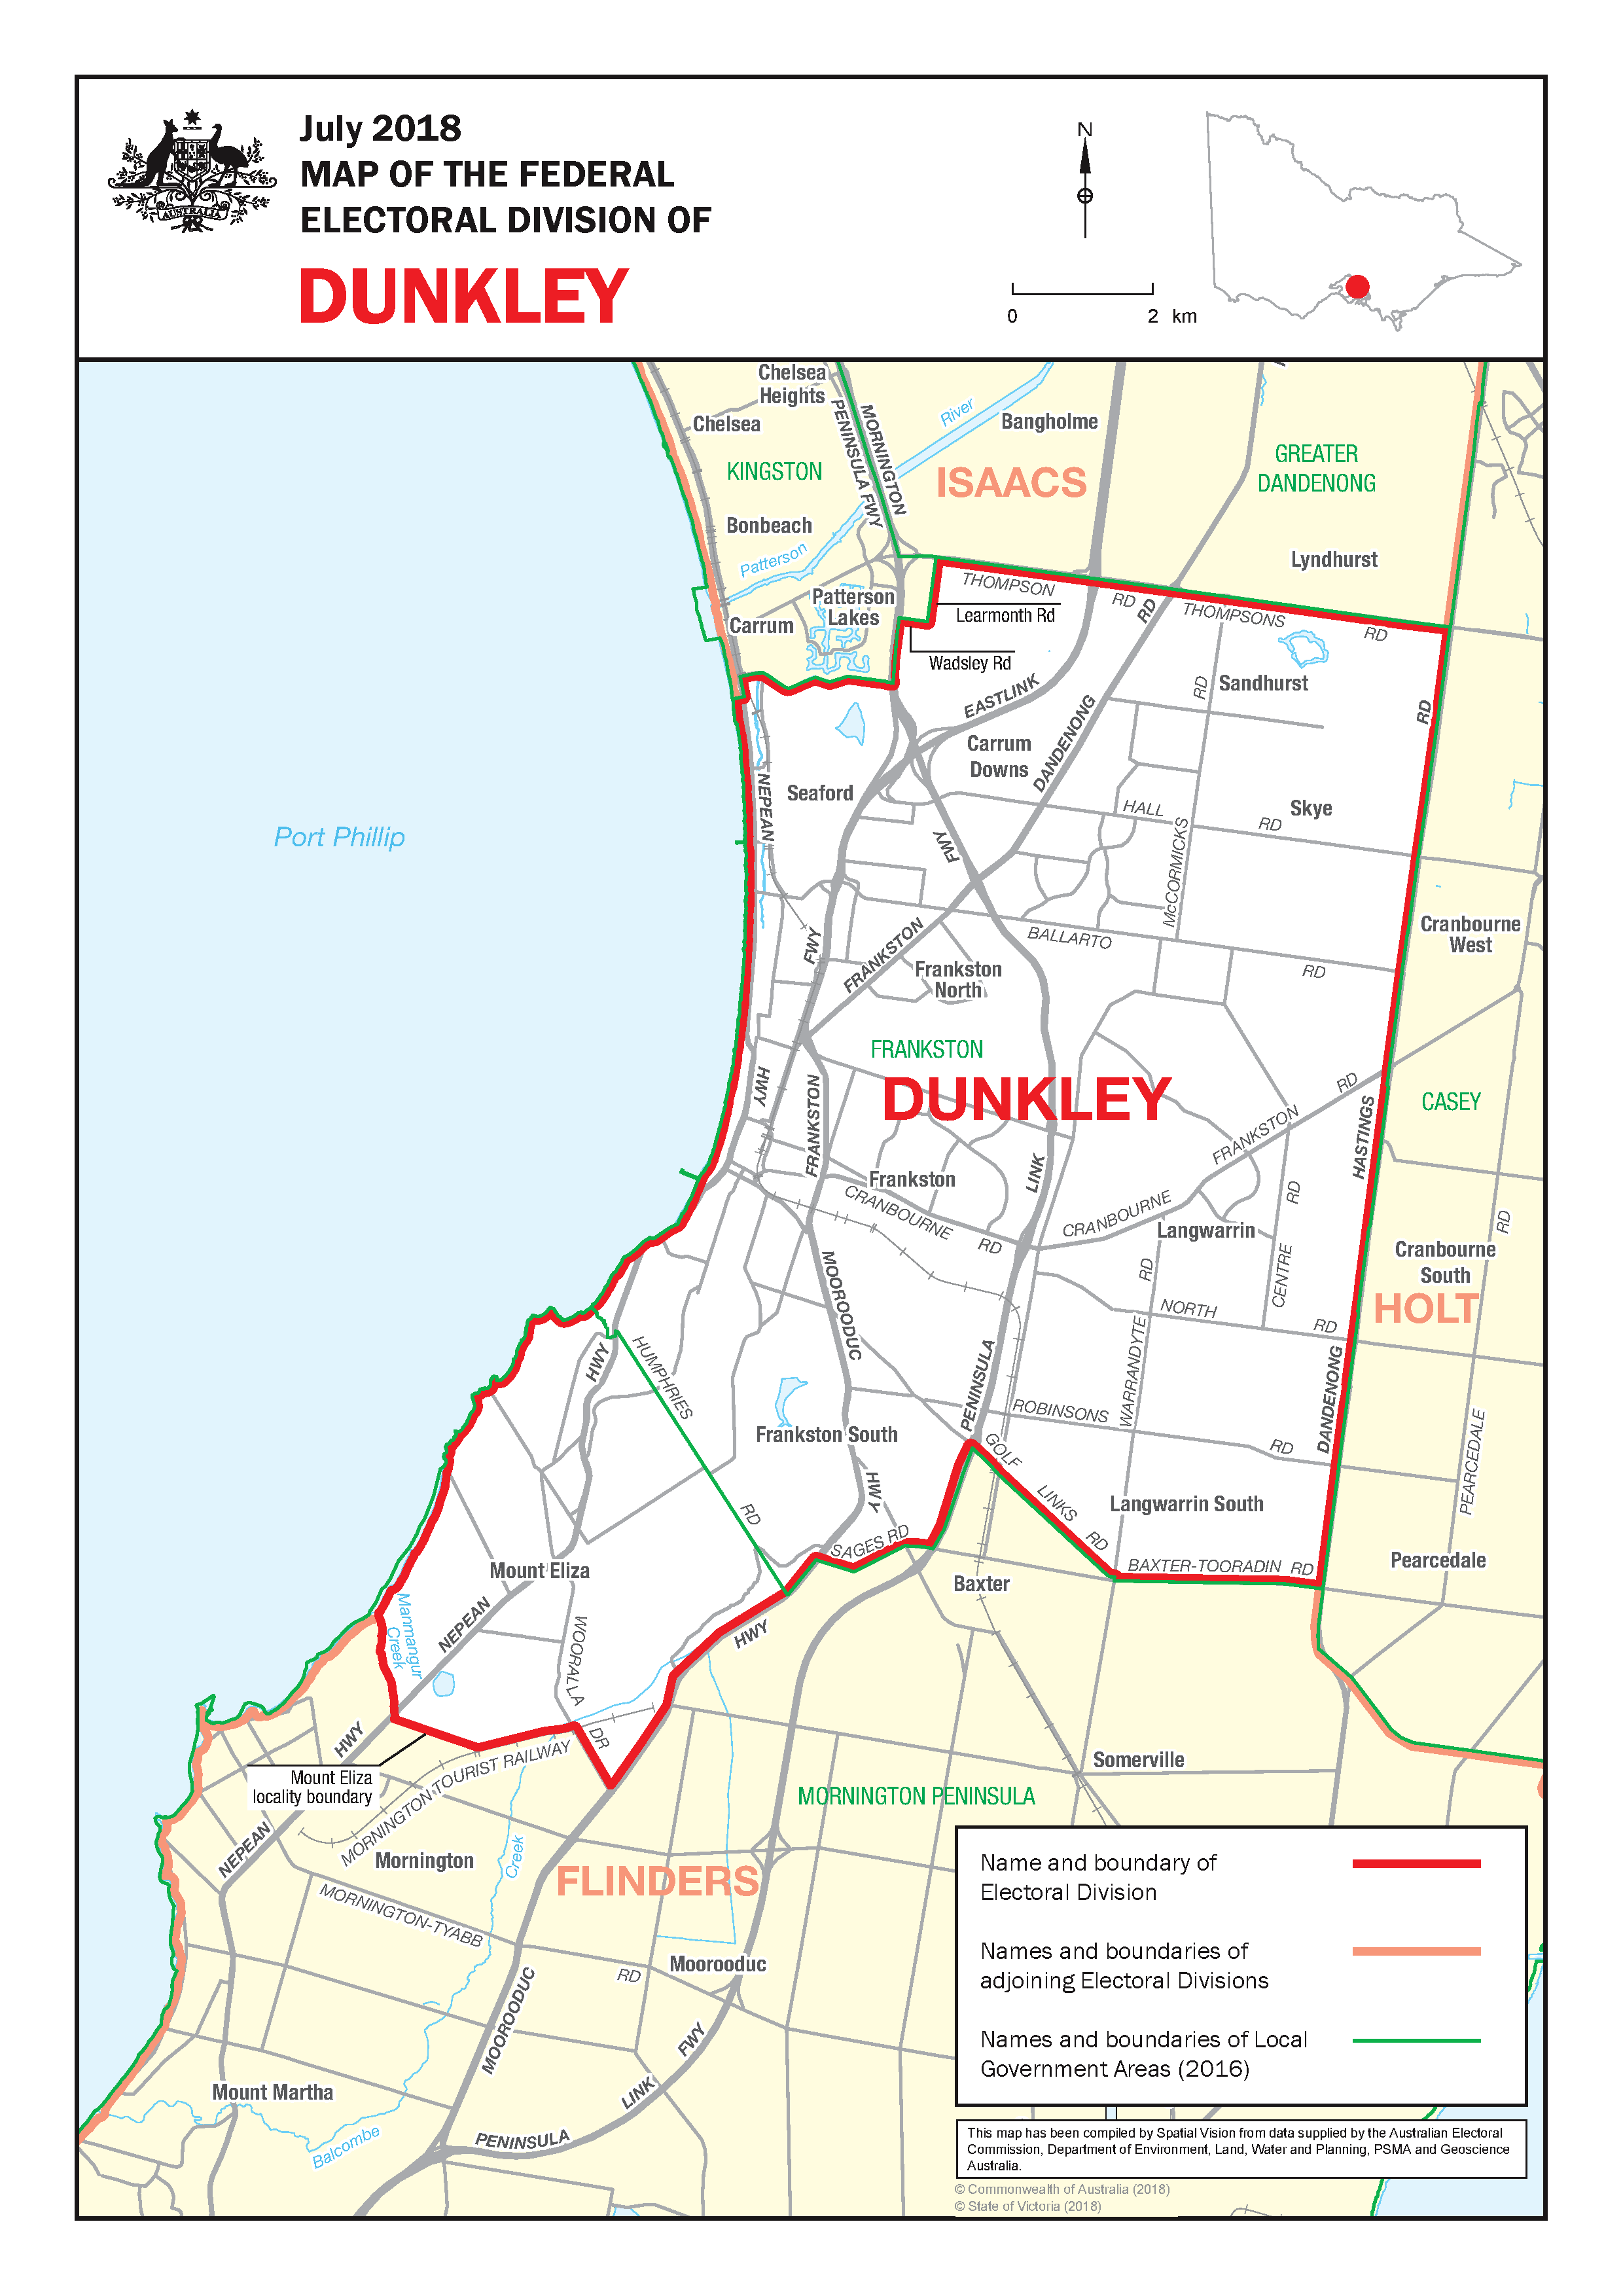 AUSTRALIA
July 2018
MAP OF THE FEDERAL
ELECTORAL DIVISION OF
DUNKLEY
N
0 2 km
Chelsea
Heights
Chelsea
KINGSTON
MORNINGTON
PENINSULA FWY
River
Bangholme
ISAACS
GREATER
DANDENONG
Bonbeach
Patterson
Lyndhurst
Patterson
Lakes
Carrum
THOMPSON
RD
RD
THOMPSONS
RD
Learmonth Rd
Wadsley Rd
EASTLINK
RD
Sandhurst
RD
Carrum
Downs
DANDENONG
NEPEAN
Seaford
HALL
RD
Skye
Port Phillip
FWY
McCORMICKS
Cranbourne
West
FWY
FRANKSTON
BALLARTO
RD
Frankston
North
FRANKSTON
DUNKLEY
HWY
FRANKSTON
RD
CASEY
FRANKSTON
HASTINGS
Frankston
LINK
CRANBOURNE
RD
CRANBOURNE
Langwarrin
RD
RD
Cranbourne
South
HOLT
MOOROODUC
RD
CENTRE
NORTH
RD
HWY
HUMPHRIES
PENINSULA
WARRANDYTE
DANDENONG
ROBINSONS
RD
PEARCEDALE
Frankston South
GOLF
LINKS
RD
HWY
Langwarrin South
RD
SAGES RD
BAXTER-TOORADIN RD
Pearcedale
Mount Eliza
Baxter
Manmangur
Creek
NEPEAN
WOORALLA
DR
HWY
HWY
Mount Eliza
locality boundary
MORNINGTON TOURIST RAILWAY
Somerville
MORNINGTON PENINSULA
NEPEAN
Mornington
Creek
FLINDERS
MORNINGTON-TYABB
RD
Moorooduc
MOOROODUC
FWY
LINK
PENINSULA
Mount Martha
Balcombe
Name and boundary of
Electoral Division
Names and boundaries of
adjoining Electoral Divisions
Names and boundaries of Local
Government Areas (2016)
This map has been compiled by Spatial Vision from data supplied by the Australian Electoral
Commission, Department of Environment, Land, Water and Planning, PSMA and Geoscience
Australia.
© Commonwealth of Australia (2018)
© State of Victoria (2018)